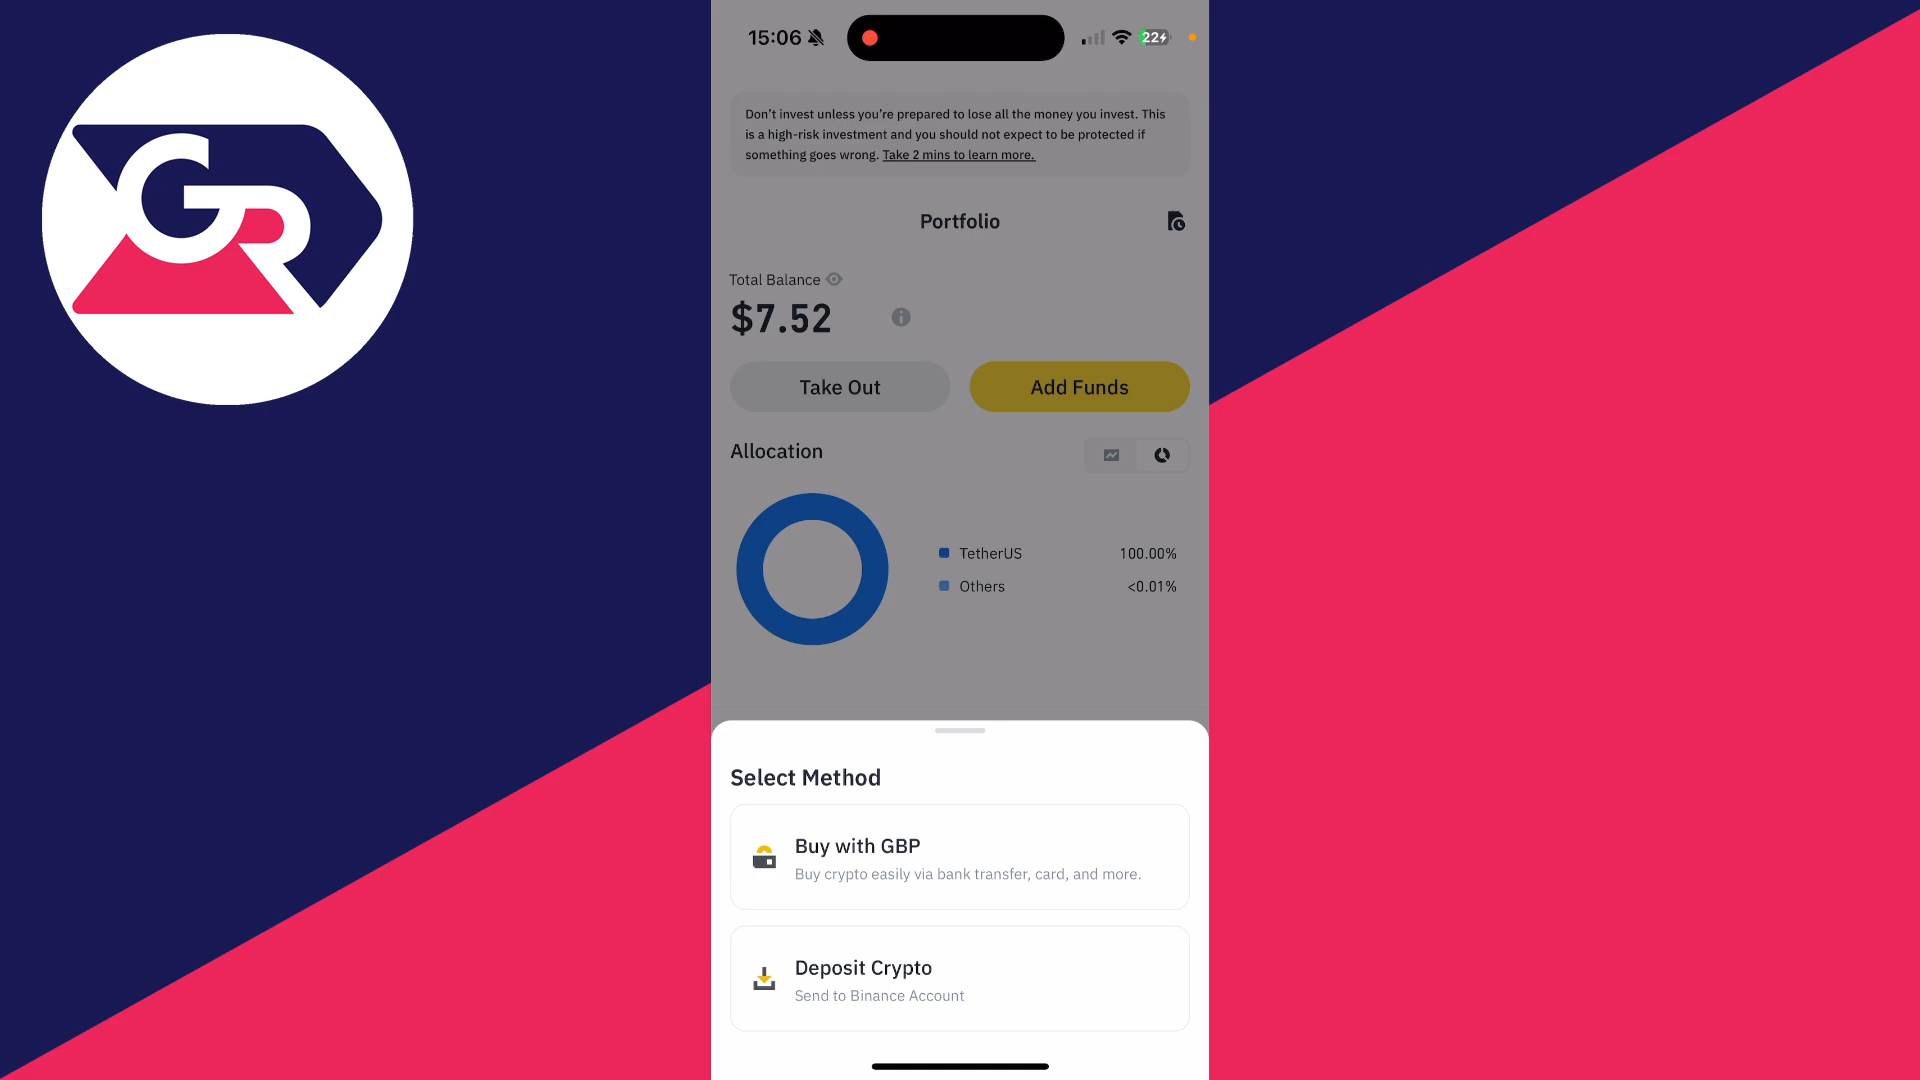 GR
15:06
22
Don't invest unless you're prepared to lose all the money you invest. This
is a high-risk investment and you should not expect to be protected if
something goes wrong. Take 2 mins to learn more.
Portfolio
Total Balance
$7.52
Take Out
Add Funds
Allocation
TetherUS 100.00%
Others <0.01%
Select Method
Buy with GBP
Buy crypto easily via bank transfer, card, and more.
Deposit Crypto
Send to Binance Account